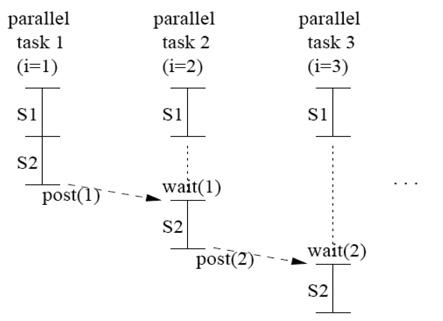 parallel parallel parallel
task 1 task 2 task 3
(i=1) (i=2) (i=3)
S1 S1 S1
S2
post(1) wait(1) . . .
S2
post(2) wait(2)
S2